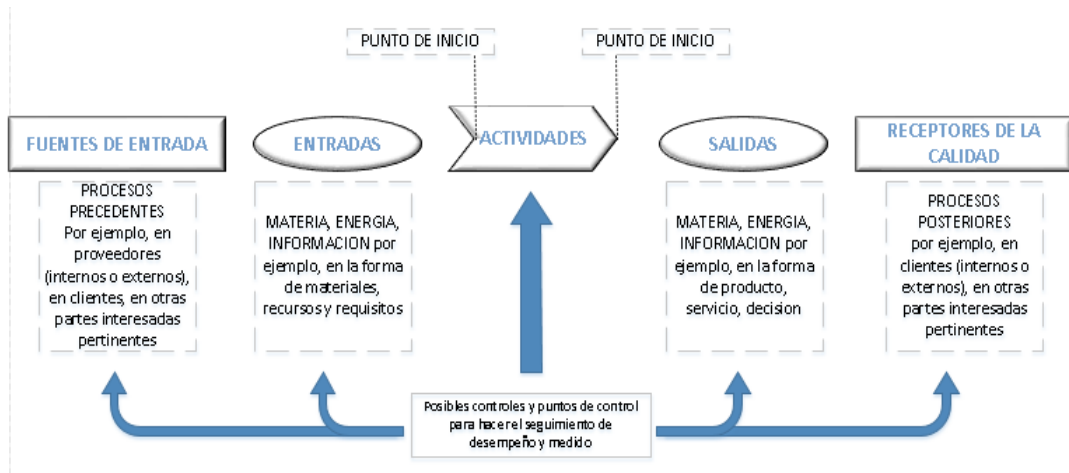 PUNTO DE INICIO
PUNTO DE INICIO
FUENTES DE ENTRADA
ENTRADAS
ACTIVIDADES
SALIDAS
RECEPTORES DE LA
CALIDAD
PROCESOS
PRECEDENTES
Por ejemplo, en
proveedores
(internos o externos),
en clientes, en otras
partes interesadas
pertinentes
MATERIA, ENERGIA,
INFORMACION por
ejemplo, en la forma
de materiales,
recursos y requisitos
MATERIA, ENERGIA,
INFORMACION por
ejemplo, en la forma
de producto,
servicio, decision
PROCESOS
POSTERIORES
por ejemplo, en
clientes (internos o
externos), en otras
partes interesadas
pertinentes
Posibles controles y puntos de control
para hacer el seguimiento de
desempeño y medido